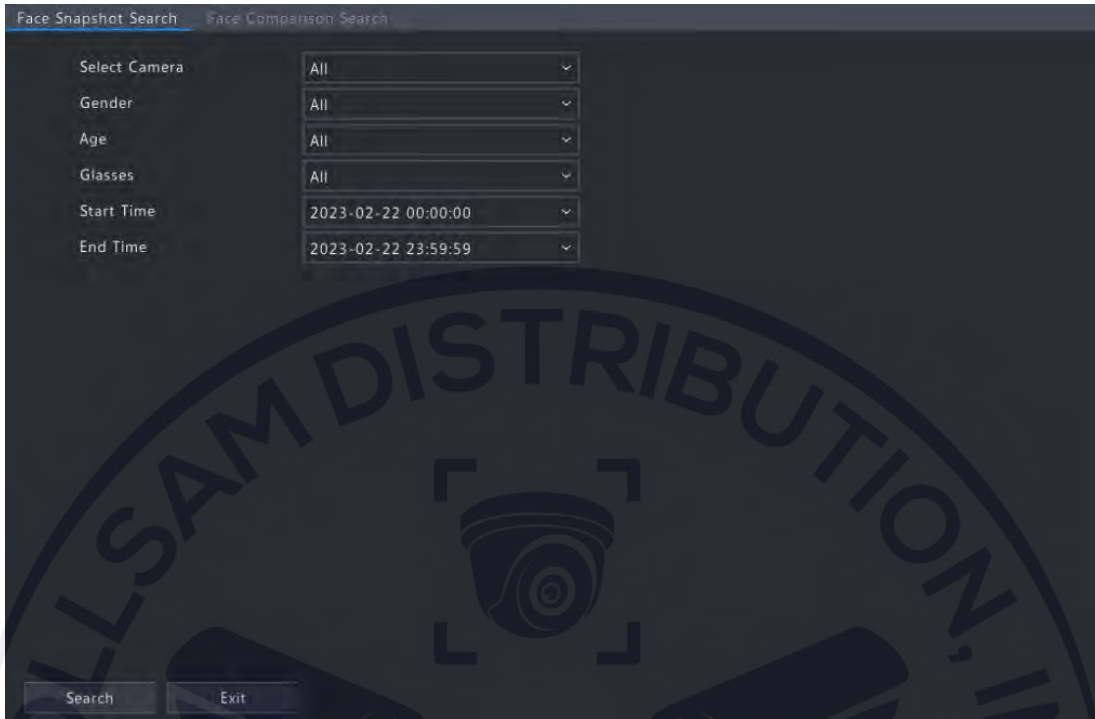 Face Snapshot Search Face Comparison Search
Select Camera All
Gender All
Age All
Glasses All
Start Time 2023-02-22 00:00:00
End Time 2023-02-22 23:59:59
LLSAM DISTRIBUTION, I
Search Exit